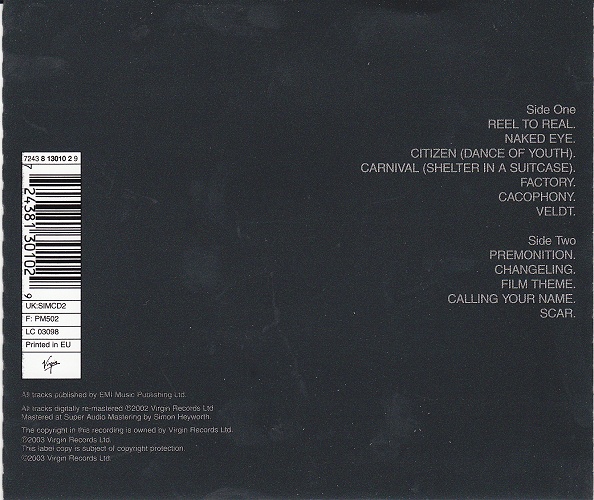 Side One
REEL TO REAL.
NAKED EYE.
CITIZEN (DANCE OF YOUTH).
CARNIVAL (SHELTER IN A SUITCASE).
FACTORY.
CACOPHONY.
VELDT.
Side Two
PREMONITION.
CHANGELING.
FILM THEME.
CALLING YOUR NAME.
SCAR.
7243 8 13010 2 9
7 24381 30102 9
UK:SIMCD2
F: PM502
LC 03098
Printed in EU
Virgin
All tracks published by EMI Music Publishing Ltd.
All tracks digitally re-mastered ℗2002 Virgin Records Ltd
Mastered at Super Audio Mastering by Simon Heyworth.
The copyright in this recording is owned by Virgin Records Ltd.
℗2003 Virgin Records Ltd.
This label copy is subject of copyright protection.
©2003 Virgin Records Ltd.